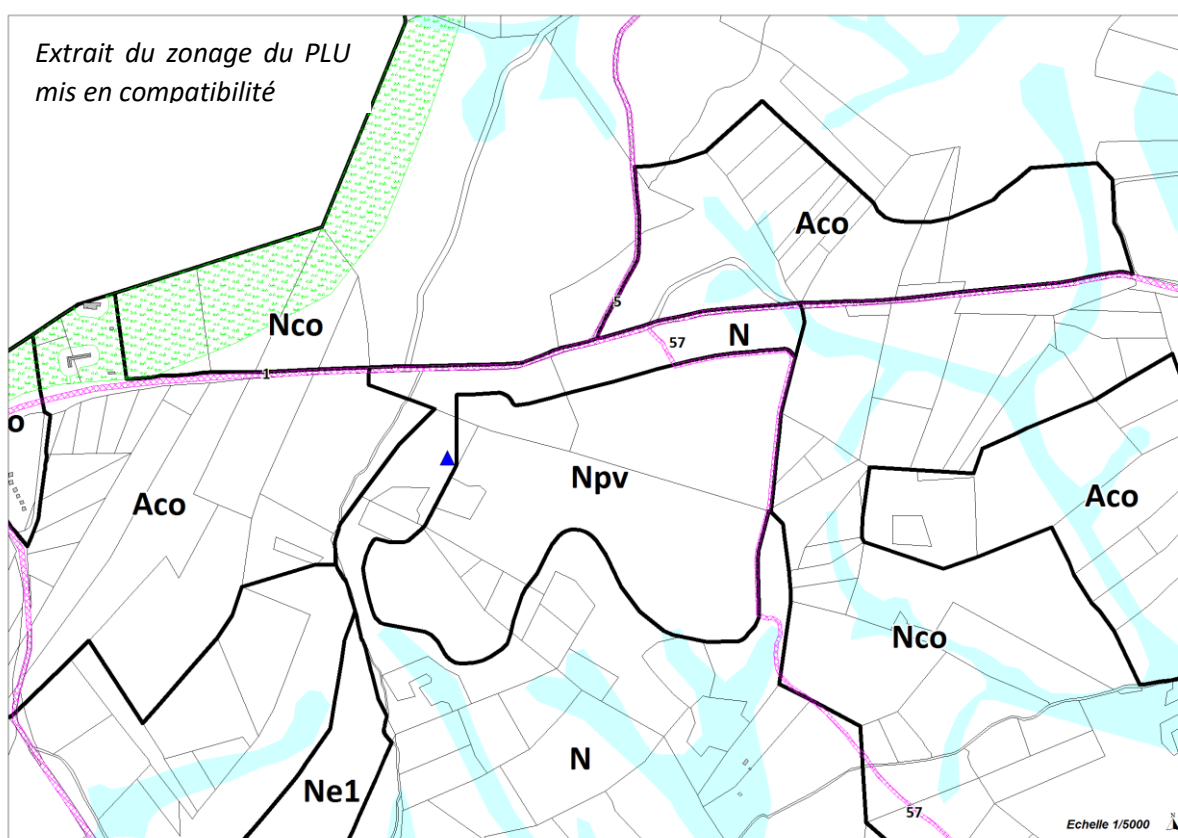 Extrait du zonage du PLU
mis en compatibilité
Aco
5
Nco
57
N
1
o
Npv
Aco
Aco
Nco
N
Ne1
57
Echelle 1/5000
N